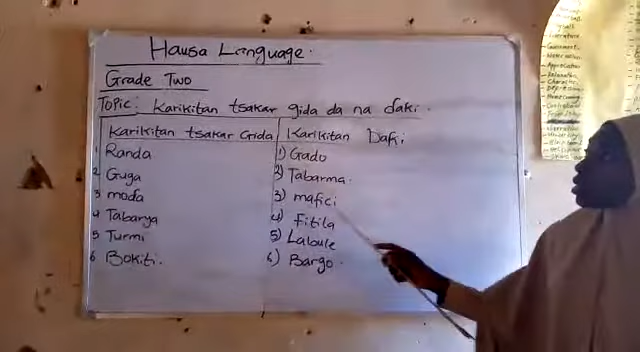 Hausa Language.
Grade Two
Topic: Karikitan tsakar gida da na daki.
Karikitan tsakar Gida Karikitan Daki
1 Randa 1) Gado
2 Guga 2) Tabarma.
3 moda 3) mafici
4 Tabarya 4) Fitila
5 Turmi 5) Labule
6 Bokiti. 6) Bargo.